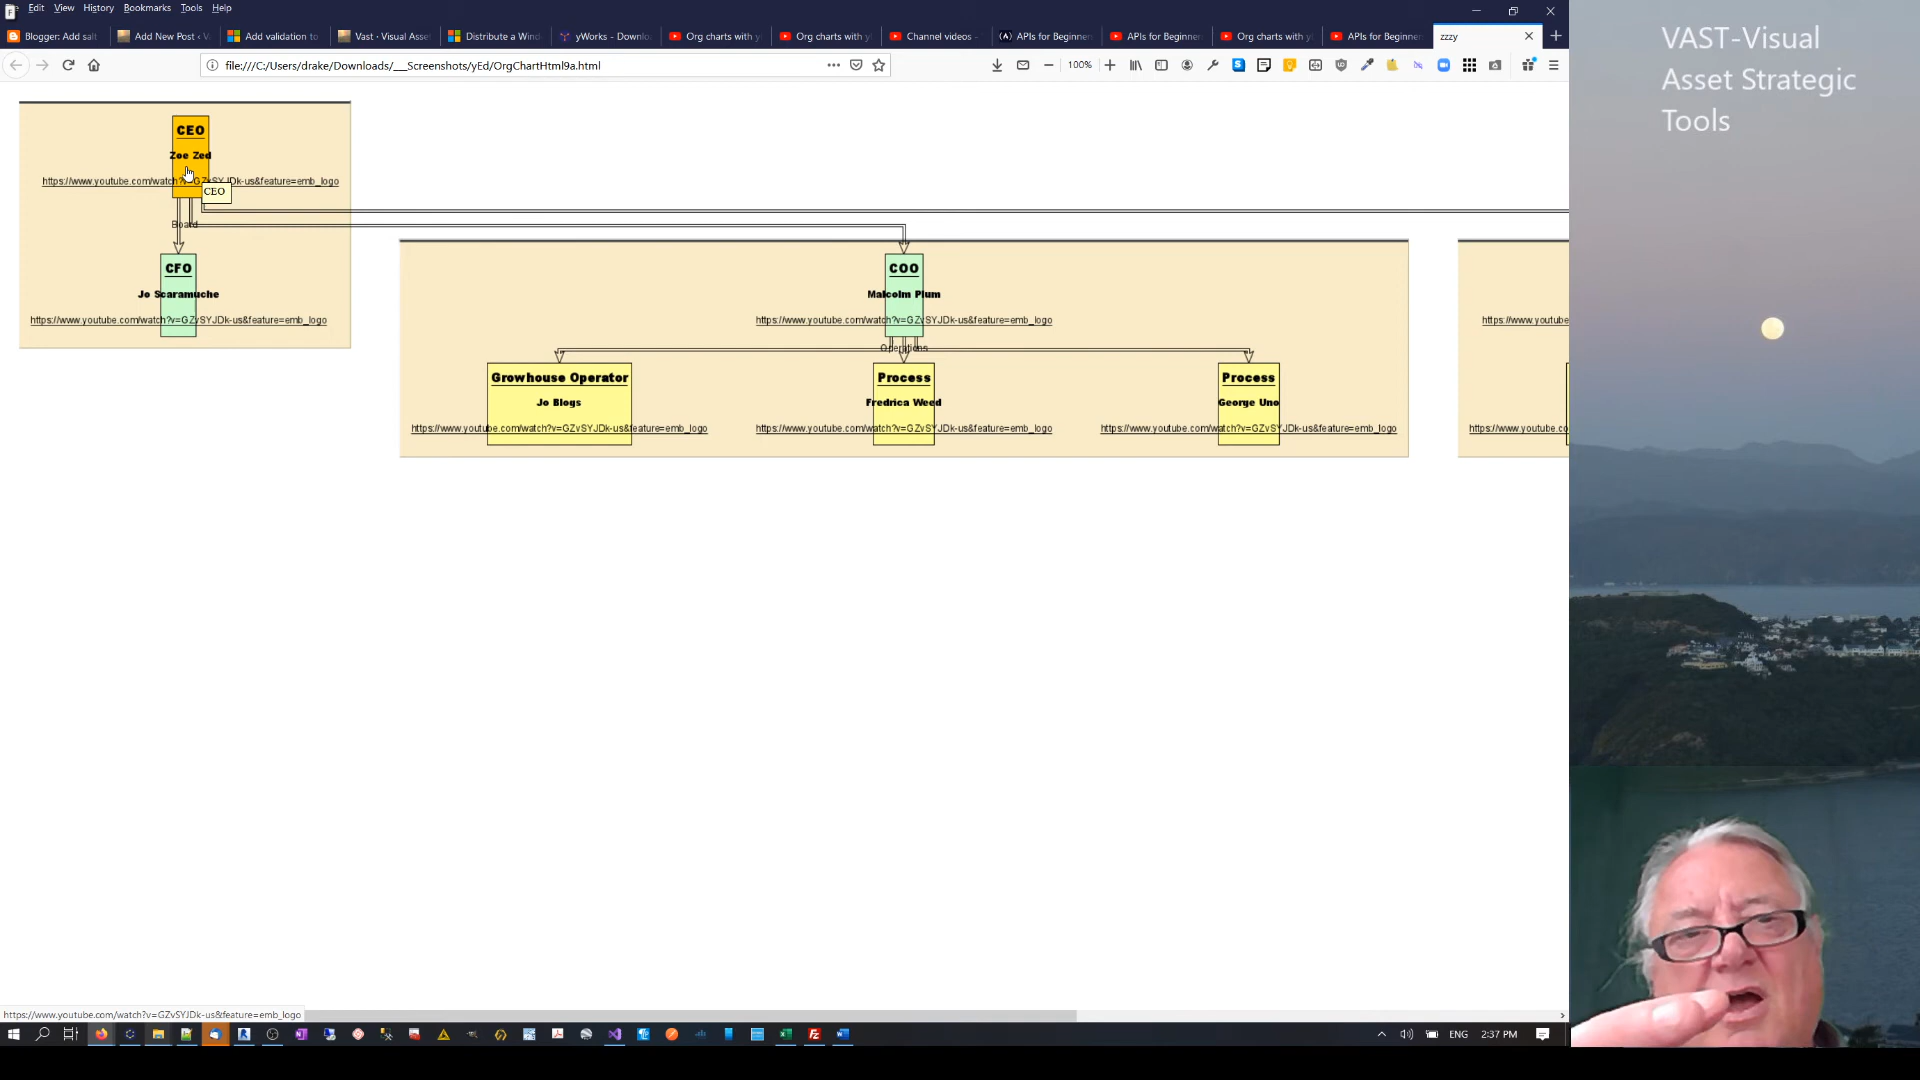 Edit View History Bookmarks Tools Help
Blogger: Add salt
Add New Post ‹ V
Add validation to
Vast · Visual Asse
Distribute a Wind
yWorks - Downlo
Org charts with y
Org charts with y
Channel videos -
APIs for Beginner
APIs for Beginner
Org charts with y
APIs for Beginner
zzzy
file:///C:/Users/drake/Downloads/___Screenshots/yEd/OrgChartHtml9a.html
100%
VAST-Visual
Asset Strategic
Tools
CEO
Zoe Zed
https://www.youtube.com/watch?v=GZvSYJDk-us&feature=emb_logo
CEO
Board
CFO
Jo Scaramuche
https://www.youtube.com/watch?v=GZvSYJDk-us&feature=emb_logo
COO
Malcolm Plum
https://www.youtube.com/watch?v=GZvSYJDk-us&feature=emb_logo
https://www.youtube
Operations
Growhouse Operator
Jo Blogs
https://www.youtube.com/watch?v=GZvSYJDk-us&feature=emb_logo
Process
Fredrica Weed
https://www.youtube.com/watch?v=GZvSYJDk-us&feature=emb_logo
Process
George Uno
https://www.youtube.com/watch?v=GZvSYJDk-us&feature=emb_logo
https://www.youtube.co
https://www.youtube.com/watch?v=GZvSYJDk-us&feature=emb_logo
ENG 2:37 PM